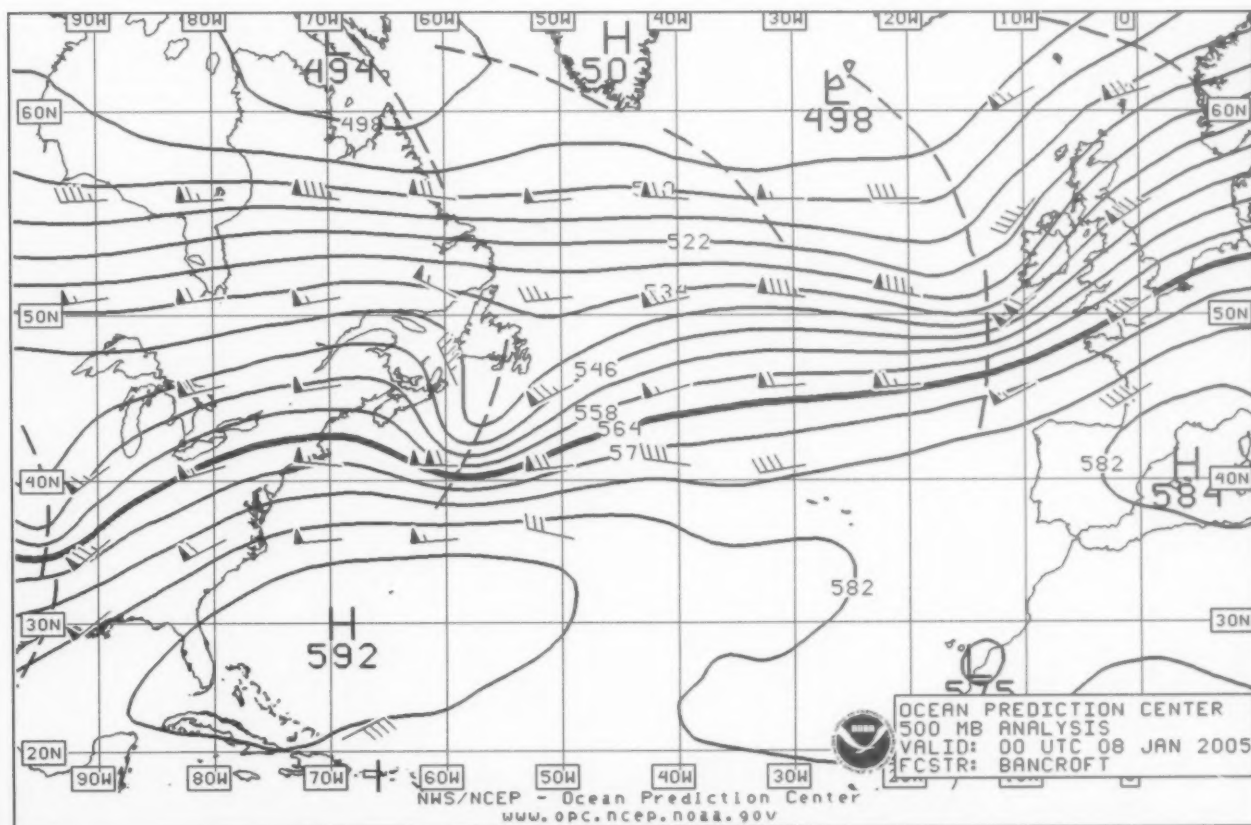 90W 80W 70W 60W 50W 40W 30W 20W 10W 0
L H
494 50
L
498
60N 498 60N
522
50N 534 50N
546
558
564
57
582 H
40N 584 40N
582
30N H 30N
592
L
OCEAN PREDICTION CENTER
500 MB ANALYSIS
VALID: 00 UTC 08 JAN 2005
FCSTR: BANCROFT
20N
90W 80W 70W 60W 50W 40W 30W 20W
NWS/NCEP - Ocean Prediction Center
www.opc.ncep.noaa.gov